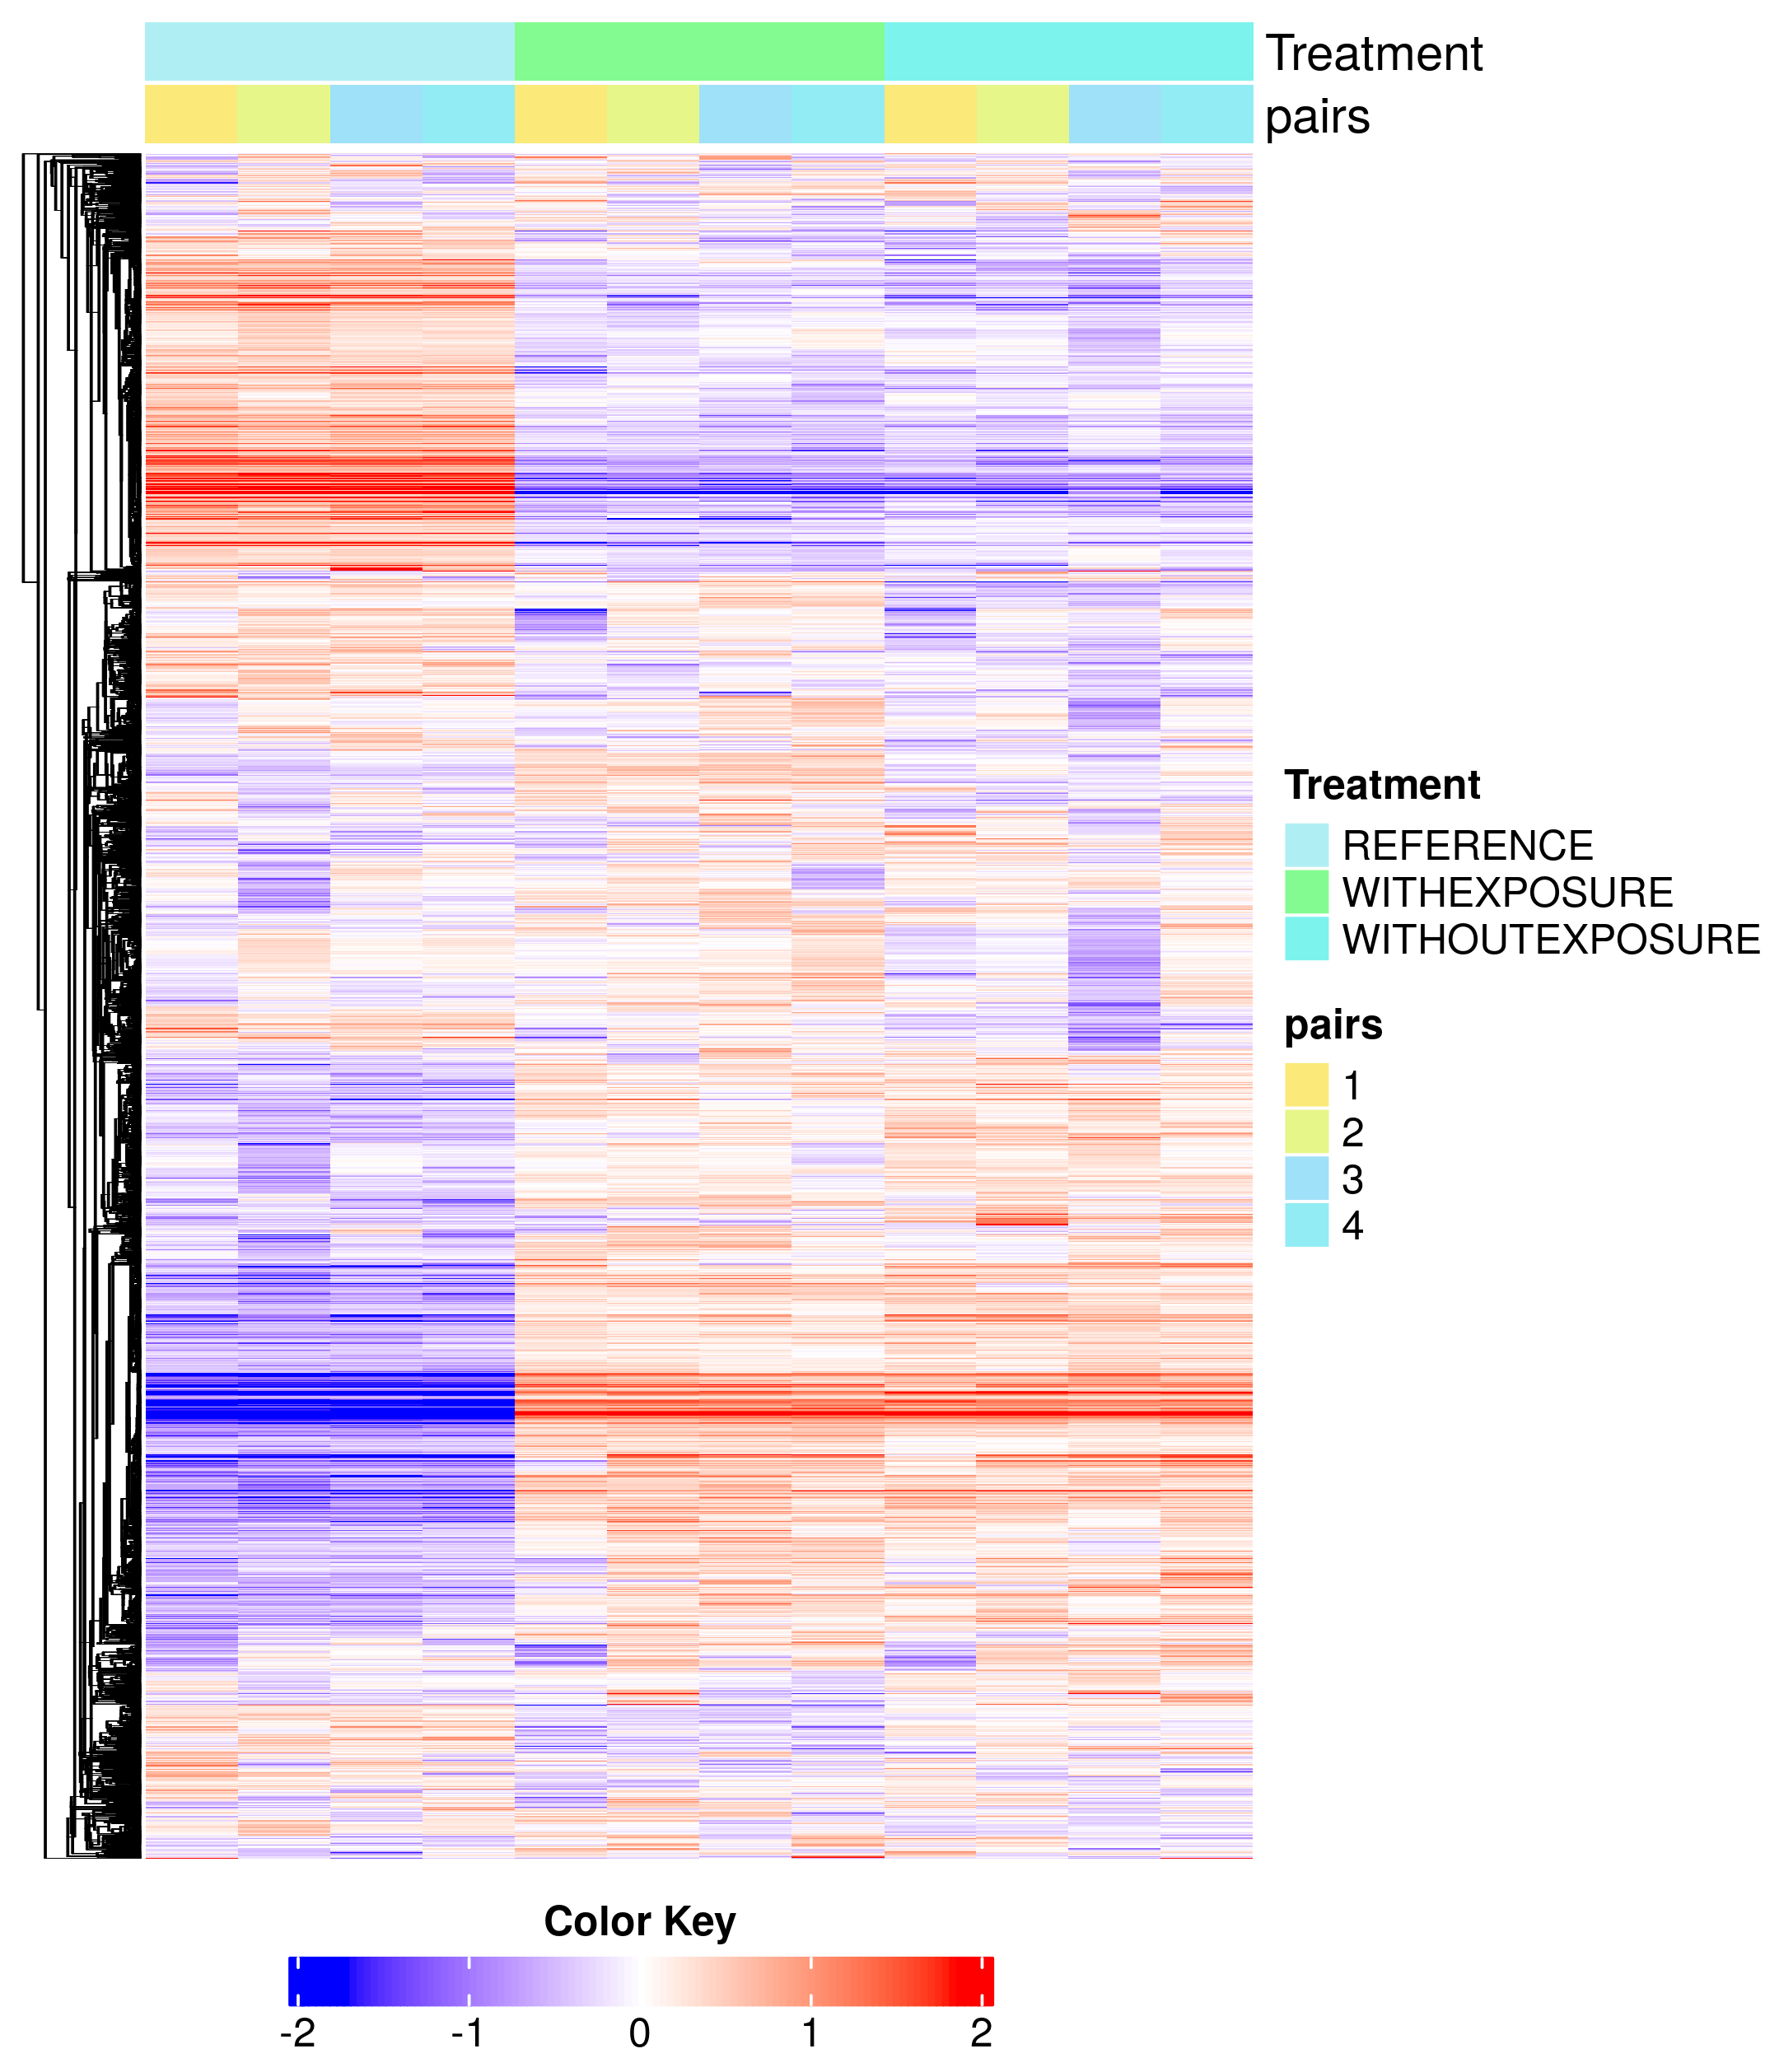 Treatment
pairs
Treatment
REFERENCE
WITHEXPOSURE
WITHOUTEXPOSURE
pairs
1
2
3
4
Color Key
-2 -1 0 1 2